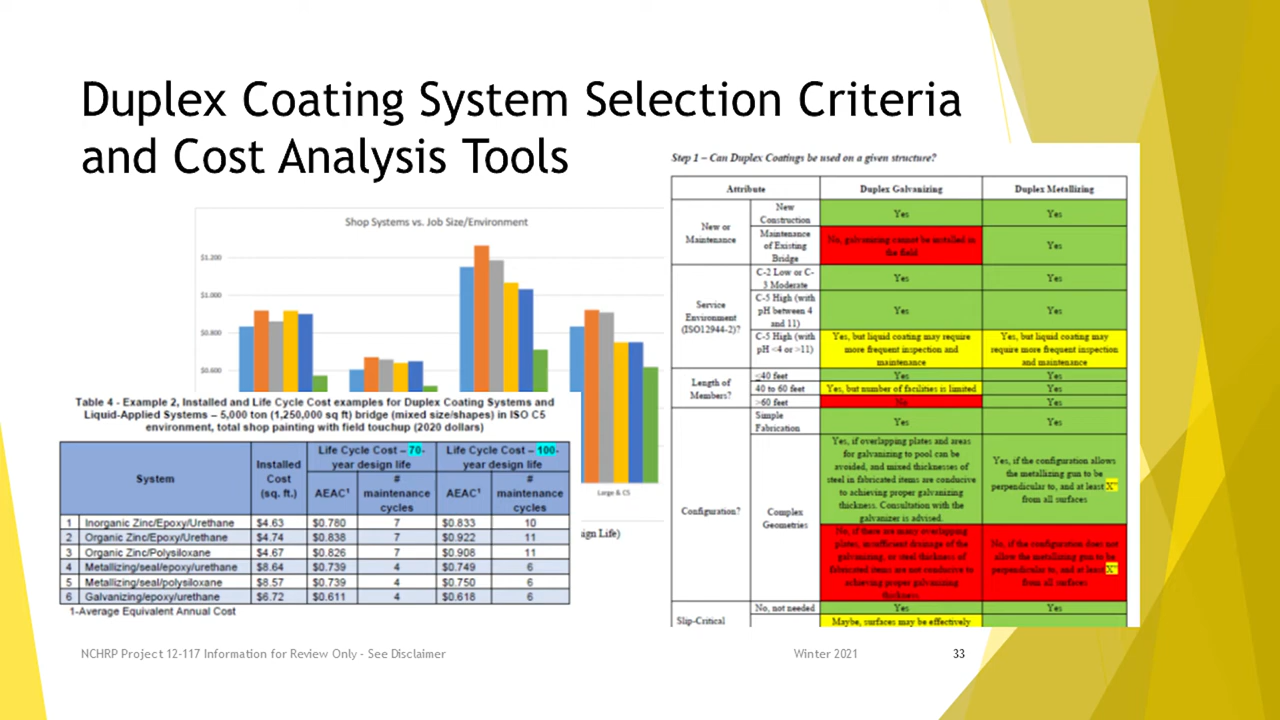 Duplex Coating System Selection Criteria
and Cost Analysis Tools
Shop Systems vs. Job Size/Environment
$1.200
$1.000
$0.800
$0.600
Large & C5
sign Life)
Table 4 - Example 2, Installed and Life Cycle Cost examples for Duplex Coating Systems and
Liquid-Applied Systems – 5,000 ton (1,250,000 sq ft) bridge (mixed size/shapes) in ISO C5
environment, total shop painting with field touchup (2020 dollars)
System
Installed
Cost
(sq. ft.)
Life Cycle Cost – 70-
year design life
Life Cycle Cost – 100-
year design life
AEAC¹
#
maintenance
cycles
AEAC¹
#
maintenance
cycles
1 Inorganic Zinc/Epoxy/Urethane $4.63 $0.780 7 $0.833 10
2 Organic Zinc/Epoxy/Urethane $4.74 $0.838 7 $0.922 11
3 Organic Zinc/Polysiloxane $4.67 $0.826 7 $0.908 11
4 Metallizing/seal/epoxy/urethane $8.64 $0.739 4 $0.749 6
5 Metallizing/seal/polysiloxane $8.57 $0.739 4 $0.750 6
6 Galvanizing/epoxy/urethane $6.72 $0.611 4 $0.618 6
1-Average Equivalent Annual Cost
Step 1 – Can Duplex Coatings be used on a given structure?
Attribute
Duplex Galvanizing
Duplex Metallizing
New or
Maintenance
New
Construction
Yes
Yes
Maintenance
of Existing
Bridge
No, galvanizing cannot be installed in
the field
Yes
Service
Environment
(ISO12944-2)?
C-2 Low or C-
3 Moderate
Yes
Yes
C-5 High (with
pH between 4
and 11)
Yes
Yes
C-5 High (with
pH <4 or >11)
Yes, but liquid coating may require
more frequent inspection and
maintenance
Yes, but liquid coating may
require more frequent inspection
and maintenance
Length of
Members?
<40 feet
Yes
Yes
40 to 60 feet
Yes, but number of facilities is limited
Yes
>60 feet
No
Yes
Configuration?
Simple
Fabrication
Yes
Yes
Complex
Geometries
Yes, if overlapping plates and areas
for galvanizing to pool can be
avoided, and mixed thicknesses of
steel in fabricated items are conducive
to achieving proper galvanizing
thickness. Consultation with the
galvanizer is advised.
Yes, if the configuration allows
the metallizing gun to be
perpendicular to, and at least X"
from all surfaces
No, if there are many overlapping
plates, insufficient drainage of the
galvanizing, or steel thickness of
fabricated items are not conducive to
achieving proper galvanizing
thickness.
No, if the configuration does not
allow the metallizing gun to be
perpendicular to, and at least X"
from all surfaces
Slip-Critical
No, not needed
Yes
Yes
Maybe, surfaces may be effectively
NCHRP Project 12-117 Information for Review Only - See Disclaimer
Winter 2021
33